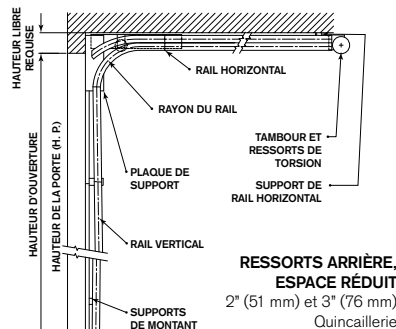 HAUTEUR LIBRE
REQUISE
RAIL HORIZONTAL
RAYON DU RAIL
TAMBOUR ET
RESSORTS DE
TORSION
PLAQUE DE
SUPPORT
SUPPORT DE
RAIL HORIZONTAL
HAUTEUR D'OUVERTURE
HAUTEUR DE LA PORTE (H. P.)
RAIL VERTICAL
RESSORTS ARRIÈRE,
ESPACE RÉDUIT
2" (51 mm) et 3" (76 mm)
Quincaillerie
SUPPORTS
DE MONTANT